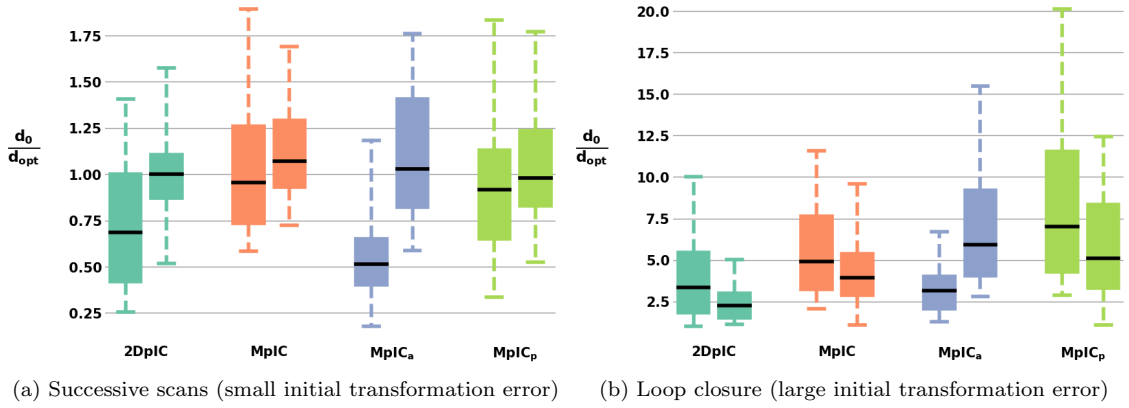 1.75
1.50
1.25
1.00
0.75
0.50
0.25
d₀
d_opt
2DpIC MpIC MpICₐ MpICₚ
(a) Successive scans (small initial transformation error)
20.0
17.5
15.0
12.5
10.0
7.5
5.0
2.5
d₀
d_opt
2DpIC MpIC MpICₐ MpICₚ
(b) Loop closure (large initial transformation error)